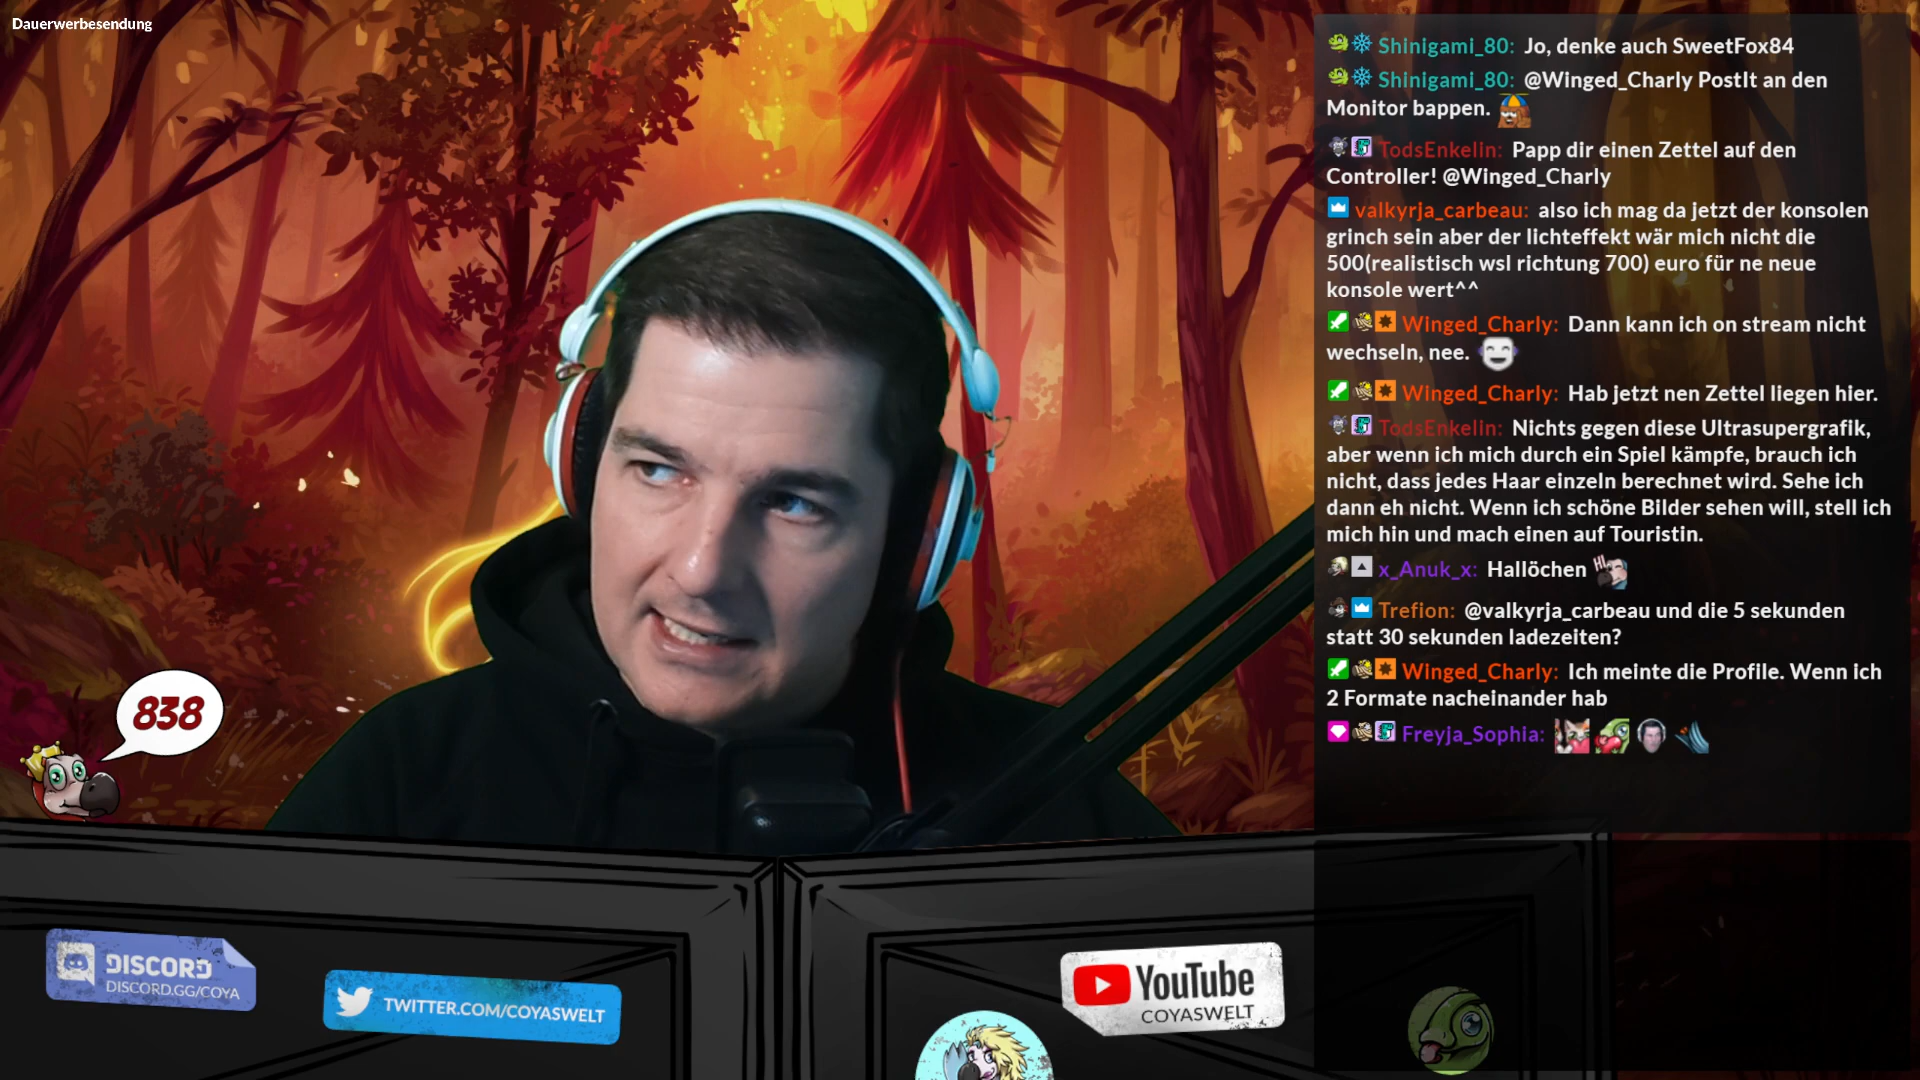 Dauerwerbesendung
Shinigami_80: Jo, denke auch SweetFox84
Shinigami_80: @Winged_Charly PostIt an den
Monitor bappen.
TodsEnkelin: Papp dir einen Zettel auf den
Controller! @Winged_Charly
valkyrja_carbeau: also ich mag da jetzt der konsolen
grinch sein aber der lichteffekt wär mich nicht die
500(realistisch wsl richtung 700) euro für ne neue
konsole wert^^
Winged_Charly: Dann kann ich on stream nicht
wechseln, nee.
Winged_Charly: Hab jetzt nen Zettel liegen hier.
TodsEnkelin: Nichts gegen diese Ultrasupergrafik,
aber wenn ich mich durch ein Spiel kämpfe, brauch ich
nicht, dass jedes Haar einzeln berechnet wird. Sehe ich
dann eh nicht. Wenn ich schöne Bilder sehen will, stell ich
mich hin und mach einen auf Touristin.
x_Anuk_x: Hallöchen HI
Trefion: @valkyrja_carbeau und die 5 sekunden
statt 30 sekunden ladezeiten?
Winged_Charly: Ich meinte die Profile. Wenn ich
2 Formate nacheinander hab
Freyja_Sophia:
838
DISCORD
DISCORD.GG/COYA
TWITTER.COM/COYASWELT
YouTube
COYASWELT